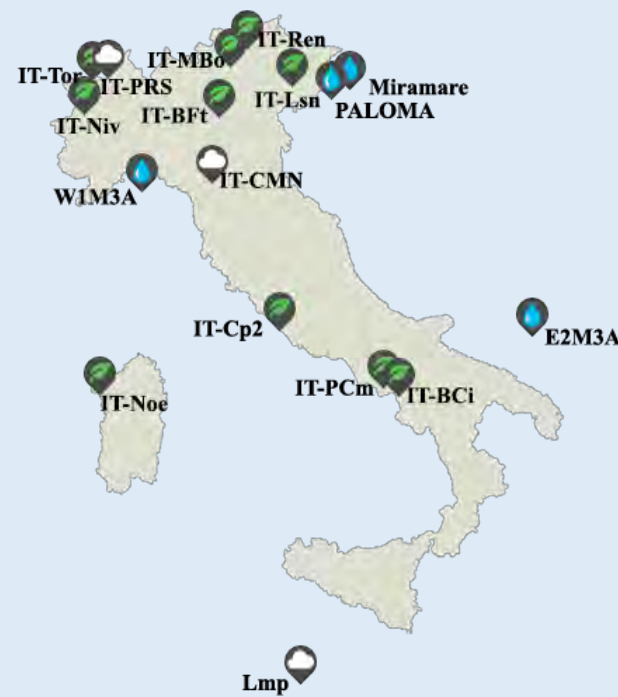 IT-Ren
IT-MBo
IT-Tor
IT-PRS
IT-Lsn
Miramare
PALOMA
IT-BFt
IT-Niv
IT-CMN
W1M3A
IT-Cp2
E2M3A
IT-PCm
IT-BCi
IT-Noe
Lmp